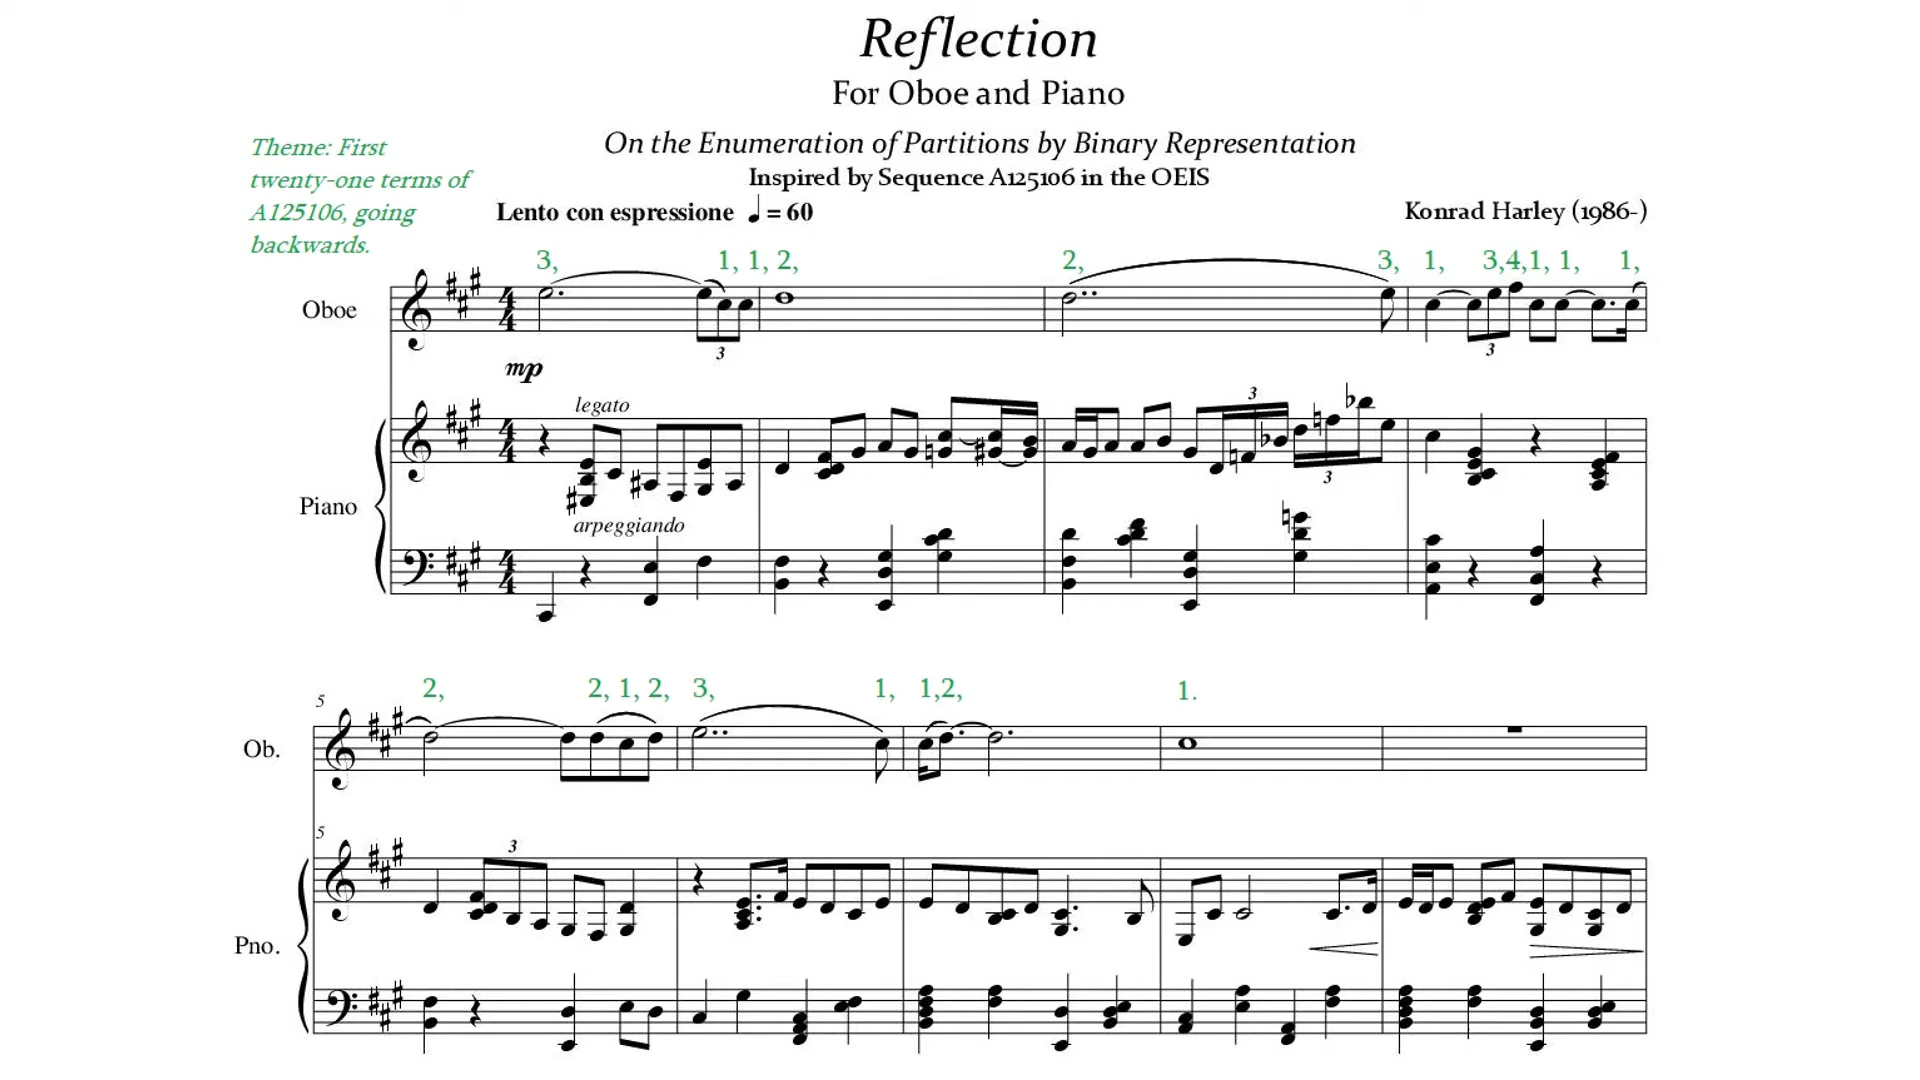 Reflection
For Oboe and Piano
On the Enumeration of Partitions by Binary Representation
Inspired by Sequence A125106 in the OEIS
Theme: First
twenty-one terms of
A125106, going
backwards.
Lento con espressione ♩ = 60
Konrad Harley (1986-)
3, 1, 1, 2, 2, 3, 1, 3,4,1, 1, 1,
Oboe
3 3
mp
legato
3
Piano
3
arpeggiando
2, 2, 1, 2, 3, 1, 1,2, 1.
5
Ob.
5
3
Pno.